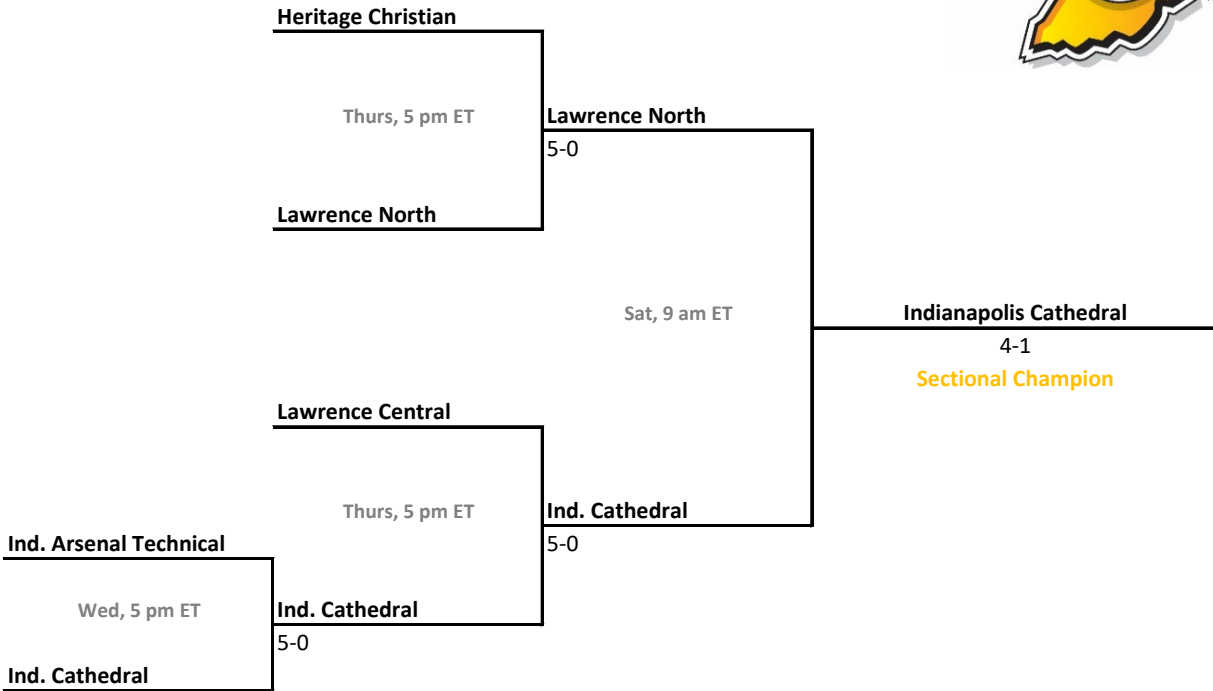 Heritage Christian
Thurs, 5 pm ET
Lawrence North
5-0
Lawrence North
Sat, 9 am ET
Indianapolis Cathedral
4-1
Sectional Champion
Lawrence Central
Thurs, 5 pm ET
Ind. Cathedral
5-0
Ind. Arsenal Technical
Wed, 5 pm ET
Ind. Cathedral
5-0
Ind. Cathedral